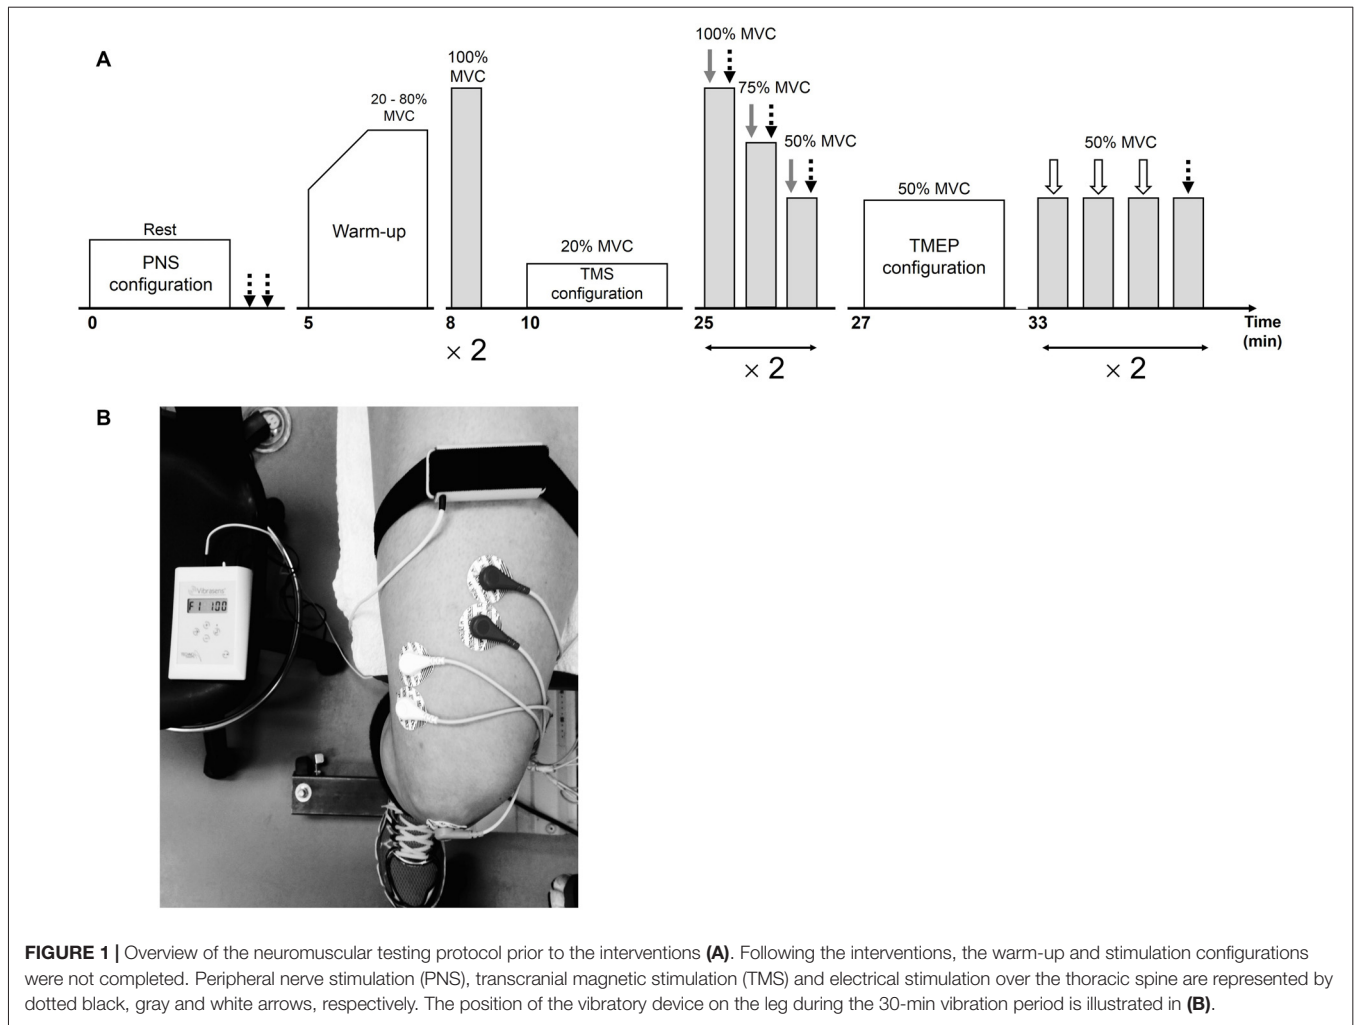 A
Rest
PNS
configuration
0
20 - 80%
MVC
Warm-up
5
100%
MVC
8
× 2
20% MVC
TMS
configuration
10
100% MVC
75% MVC
50% MVC
25
× 2
50% MVC
TMEP
configuration
27
50% MVC
33
× 2
Time
(min)
B
Vibrasens
F1 100
FIGURE 1 | Overview of the neuromuscular testing protocol prior to the interventions (A). Following the interventions, the warm-up and stimulation configurations
were not completed. Peripheral nerve stimulation (PNS), transcranial magnetic stimulation (TMS) and electrical stimulation over the thoracic spine are represented by
dotted black, gray and white arrows, respectively. The position of the vibratory device on the leg during the 30-min vibration period is illustrated in (B).